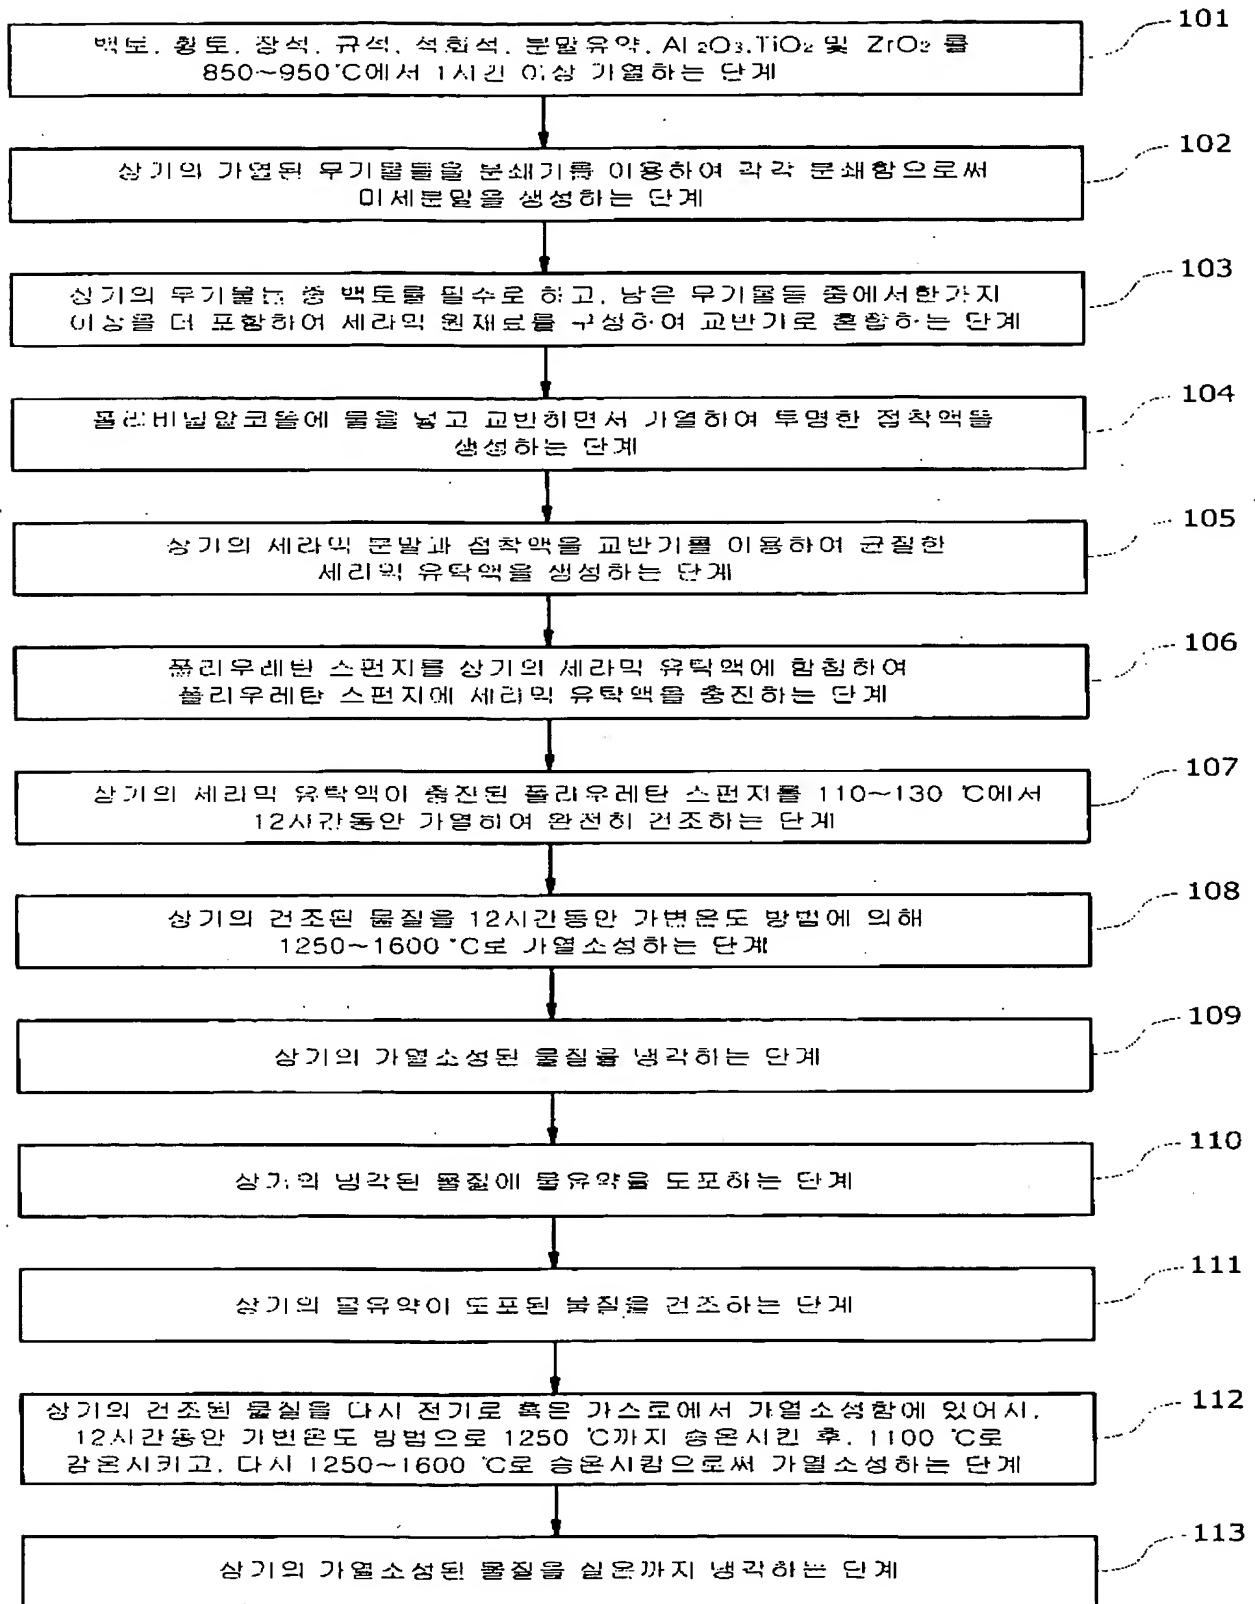 101
백토, 황토, 장석, 규석, 석회석, 분말유약, Al2O3,TiO2 및 ZrO2 를
850~950℃에서 1시간 이상 가열하는 단계
102
상기의 가열된 무기물들을 분쇄기를 이용하여 각각 분쇄함으로써
미세분말을 생성하는 단계
103
상기의 무기물들 중 백토를 필수로 하고, 남은 무기물들 중에서한가지
이상을 더 포함하여 세라믹 원재료를 구성하여 교반기로 혼합하는 단계
104
폴리비닐알코올에 물을 넣고 교반하면서 가열하여 투명한 점착액을
생성하는 단계
105
상기의 세라믹 분말과 점착액을 교반기를 이용하여 균질한
세라믹 유탁액을 생성하는 단계
106
폴리우레탄 스펀지를 상기의 세라믹 유탁액에 함침하여
폴리우레탄 스펀지에 세라믹 유탁액을 충진하는 단계
107
상기의 세라믹 유탁액이 충진된 폴리우레탄 스펀지를 110~130 ℃에서
12시간동안 가열하여 완전히 건조하는 단계
108
상기의 건조된 물질을 12시간동안 가변온도 방법에 의해
1250~1600 ℃로 가열소성하는 단계
109
상기의 가열소성된 물질을 냉각하는 단계
110
상기의 냉각된 물질에 물유약을 도포하는 단계
111
상기의 물유약이 도포된 물질을 건조하는 단계
112
상기의 건조된 물질을 다시 전기로 혹은 가스로에서 가열소성함에 있어서,
12시간동안 가변온도 방법으로 1250 ℃까지 승온시킨 후, 1100 ℃로
감온시키고, 다시 1250~1600 ℃로 승온시킴으로써 가열소성하는 단계
113
상기의 가열소성된 물질을 실온까지 냉각하는 단계